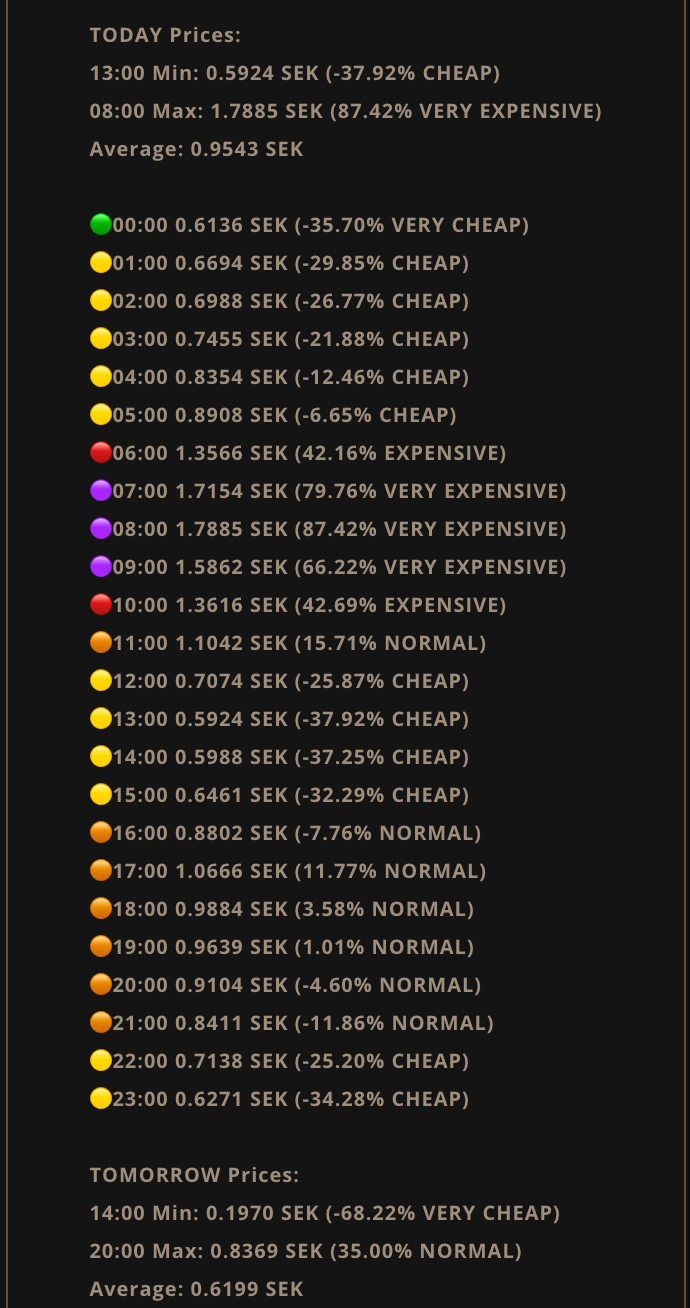 TODAY Prices:
13:00 Min: 0.5924 SEK (-37.92% CHEAP)
08:00 Max: 1.7885 SEK (87.42% VERY EXPENSIVE)
Average: 0.9543 SEK
00:00 0.6136 SEK (-35.70% VERY CHEAP)
01:00 0.6694 SEK (-29.85% CHEAP)
02:00 0.6988 SEK (-26.77% CHEAP)
03:00 0.7455 SEK (-21.88% CHEAP)
04:00 0.8354 SEK (-12.46% CHEAP)
05:00 0.8908 SEK (-6.65% CHEAP)
06:00 1.3566 SEK (42.16% EXPENSIVE)
07:00 1.7154 SEK (79.76% VERY EXPENSIVE)
08:00 1.7885 SEK (87.42% VERY EXPENSIVE)
09:00 1.5862 SEK (66.22% VERY EXPENSIVE)
10:00 1.3616 SEK (42.69% EXPENSIVE)
11:00 1.1042 SEK (15.71% NORMAL)
12:00 0.7074 SEK (-25.87% CHEAP)
13:00 0.5924 SEK (-37.92% CHEAP)
14:00 0.5988 SEK (-37.25% CHEAP)
15:00 0.6461 SEK (-32.29% CHEAP)
16:00 0.8802 SEK (-7.76% NORMAL)
17:00 1.0666 SEK (11.77% NORMAL)
18:00 0.9884 SEK (3.58% NORMAL)
19:00 0.9639 SEK (1.01% NORMAL)
20:00 0.9104 SEK (-4.60% NORMAL)
21:00 0.8411 SEK (-11.86% NORMAL)
22:00 0.7138 SEK (-25.20% CHEAP)
23:00 0.6271 SEK (-34.28% CHEAP)
TOMORROW Prices:
14:00 Min: 0.1970 SEK (-68.22% VERY CHEAP)
20:00 Max: 0.8369 SEK (35.00% NORMAL)
Average: 0.6199 SEK